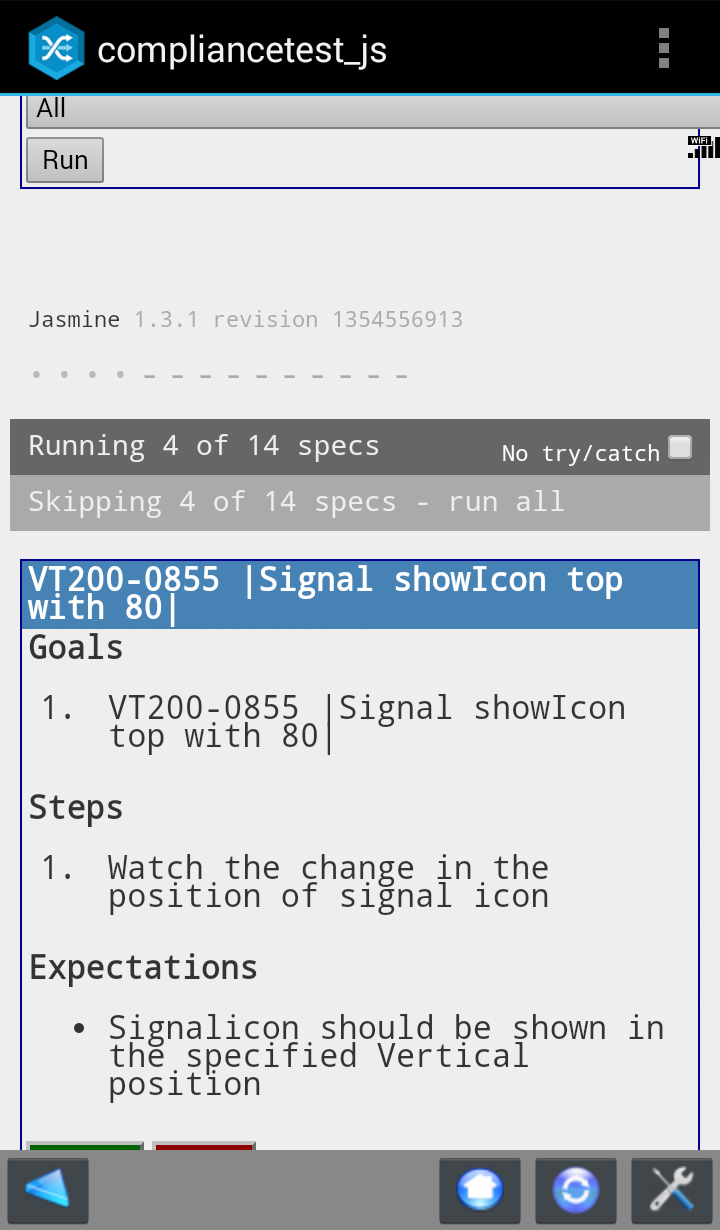 compliancetest_js
All
Run
WiFi
Jasmine 1.3.1 revision 1354556913
Running 4 of 14 specs
No try/catch
Skipping 4 of 14 specs - run all
VT200-0855 |Signal showIcon top
with 80|
Goals
1. VT200-0855 |Signal showIcon
top with 80|
Steps
1. Watch the change in the
position of signal icon
Expectations
• Signalicon should be shown in
the specified Vertical
position